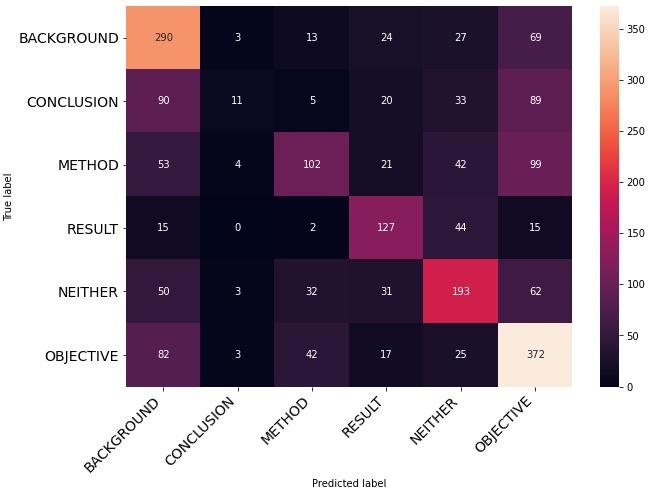 BACKGROUND 290 3 13 24 27 69
CONCLUSION 90 11 5 20 33 89
METHOD 53 4 102 21 42 99
RESULT 15 0 2 127 44 15
NEITHER 50 3 32 31 193 62
OBJECTIVE 82 3 42 17 25 372
BACKGROUND CONCLUSION METHOD RESULT NEITHER OBJECTIVE
Predicted label
True label
350
300
250
200
150
100
50
0